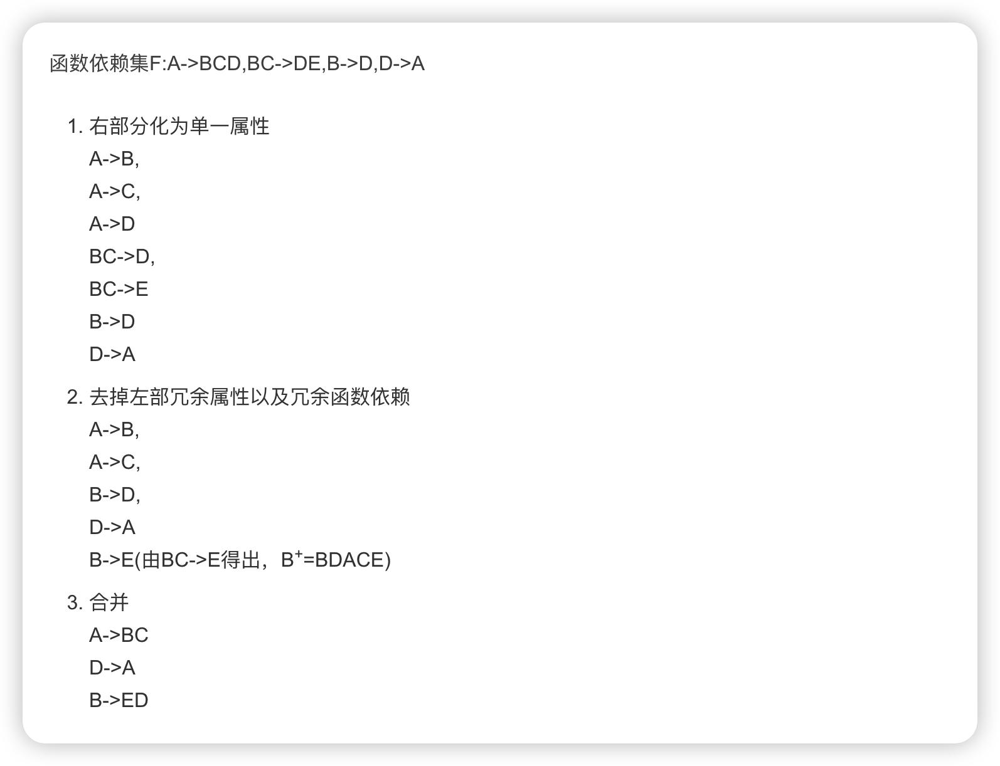 函数依赖集F:A->BCD,BC->DE,B->D,D->A
1. 右部分化为单一属性
A->B,
A->C,
A->D
BC->D,
BC->E
B->D
D->A
2. 去掉左部冗余属性以及冗余函数依赖
A->B,
A->C,
B->D,
D->A
B->E(由BC->E得出，B⁺=BDACE)
3. 合并
A->BC
D->A
B->ED